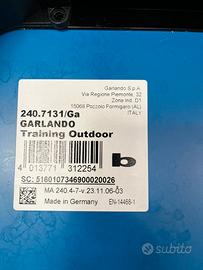 Garlando S.p.A.
Via Regione Piemonte, 32
Zona Ind. D1
15068 Pozzolo Formigaro (AL)
ITALY
240.7131/Ga
GARLANDO
Training Outdoor
4 013771 312254
b
SC: 5160107346900020026
MA 240.4-7-v.23.11.06-03
Made in Germany
EN-14468-1
subito